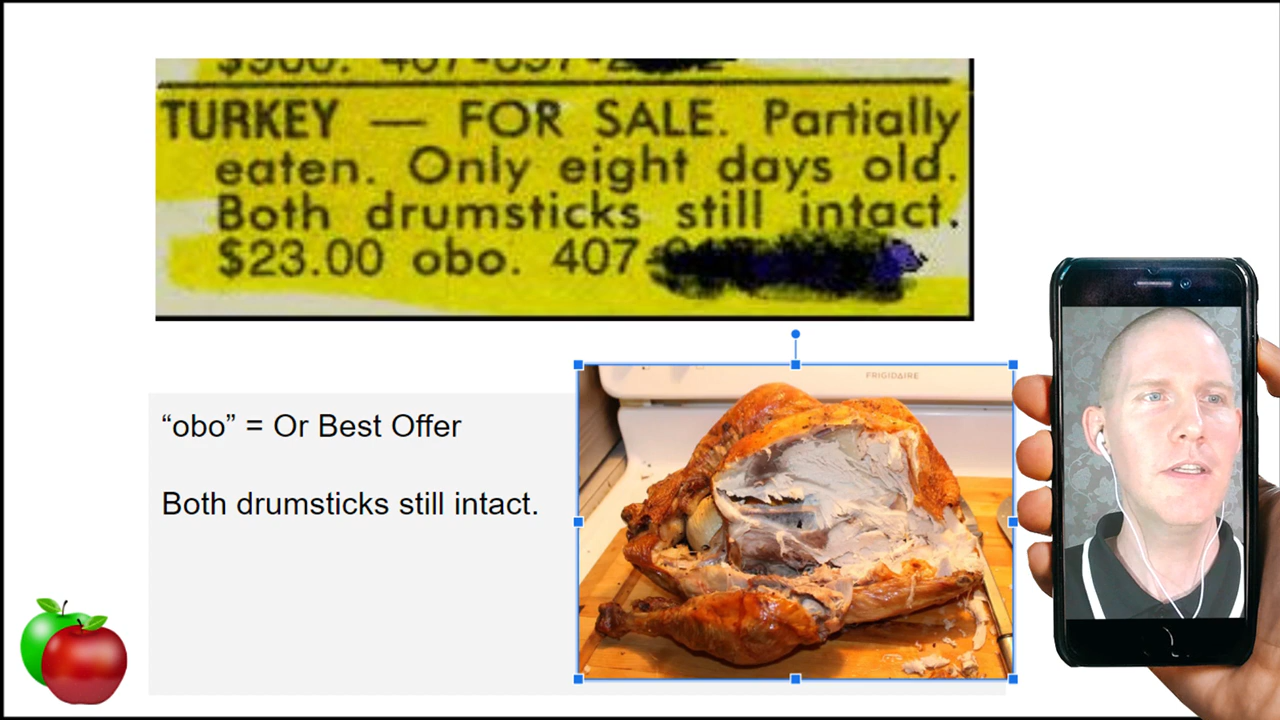 TURKEY — FOR SALE. Partially
eaten. Only eight days old.
Both drumsticks still intact.
$23.00 obo. 407-
“obo” = Or Best Offer
Both drumsticks still intact.
FRIGIDAIRE